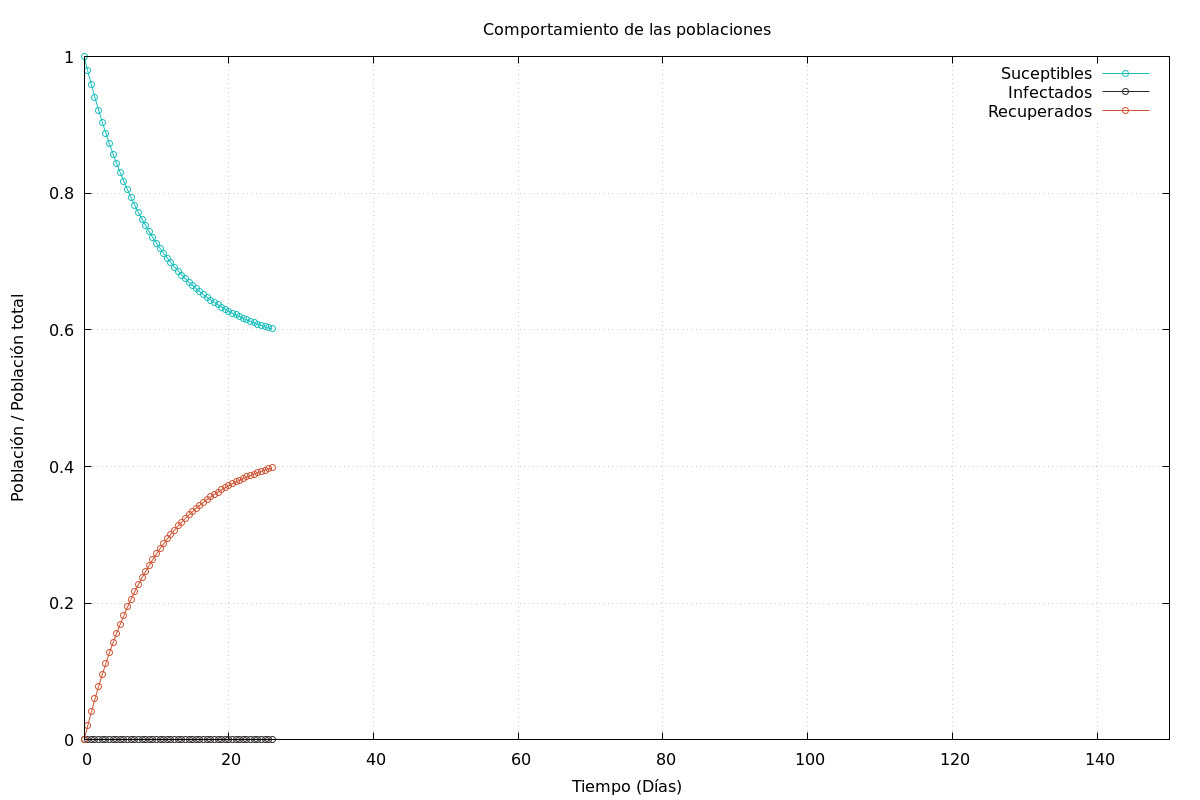 Comportamiento de las poblaciones
Suceptibles
Infectados
Recuperados
1
0.8
0.6
0.4
0.2
0
Población / Población total
0 20 40 60 80 100 120 140
Tiempo (Días)